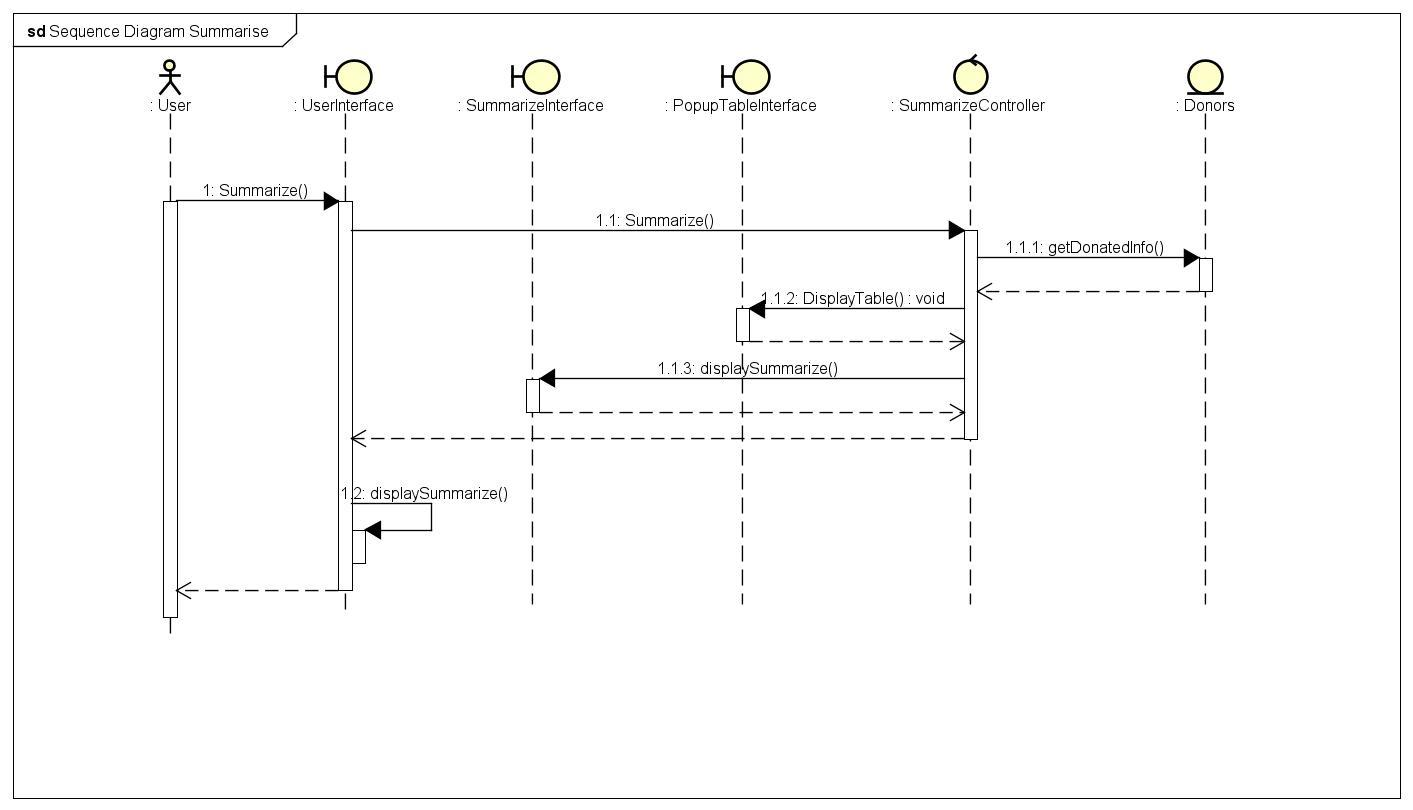 sd Sequence Diagram Summarise
: User
: UserInterface
: SummarizeInterface
: PopupTableInterface
: SummarizeController
: Donors
1: Summarize()
1.1: Summarize()
1.1.1: getDonatedInfo()
1.1.2: DisplayTable() : void
1.1.3: displaySummarize()
1.2: displaySummarize()